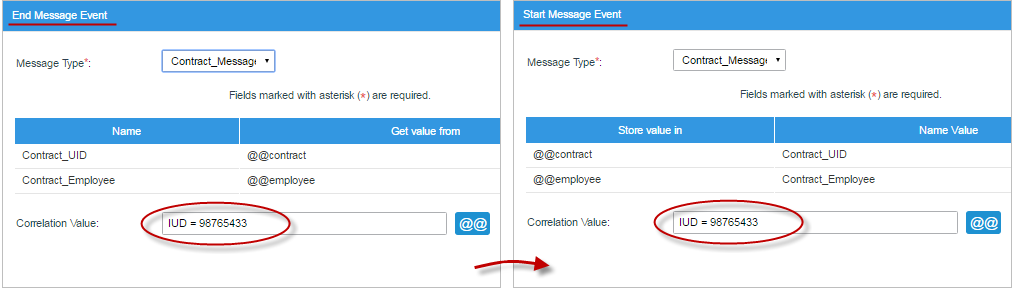 End Message Event
Message Type*:
Contract_Message
Fields marked with asterisk (*) are required.
Name Get value from
Contract_UID @@contract
Contract_Employee @@employee
Correlation Value: IUD = 98765433 @@
Start Message Event
Message Type*:
Contract_Message
Fields marked with asterisk (*) are required.
Store value in Name Value
@@contract Contract_UID
@@employee Contract_Employee
Correlation Value: IUD = 98765433 @@